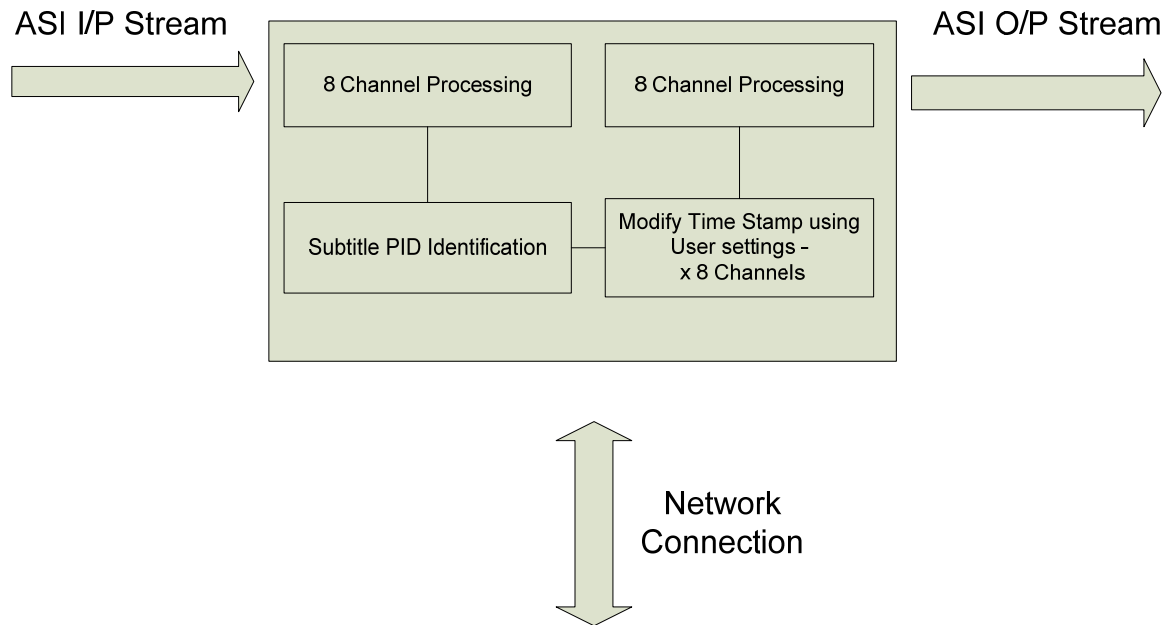 ASI I/P Stream
ASI O/P Stream
8 Channel Processing
8 Channel Processing
Subtitle PID Identification
Modify Time Stamp using
User settings –
x 8 Channels
Network
Connection